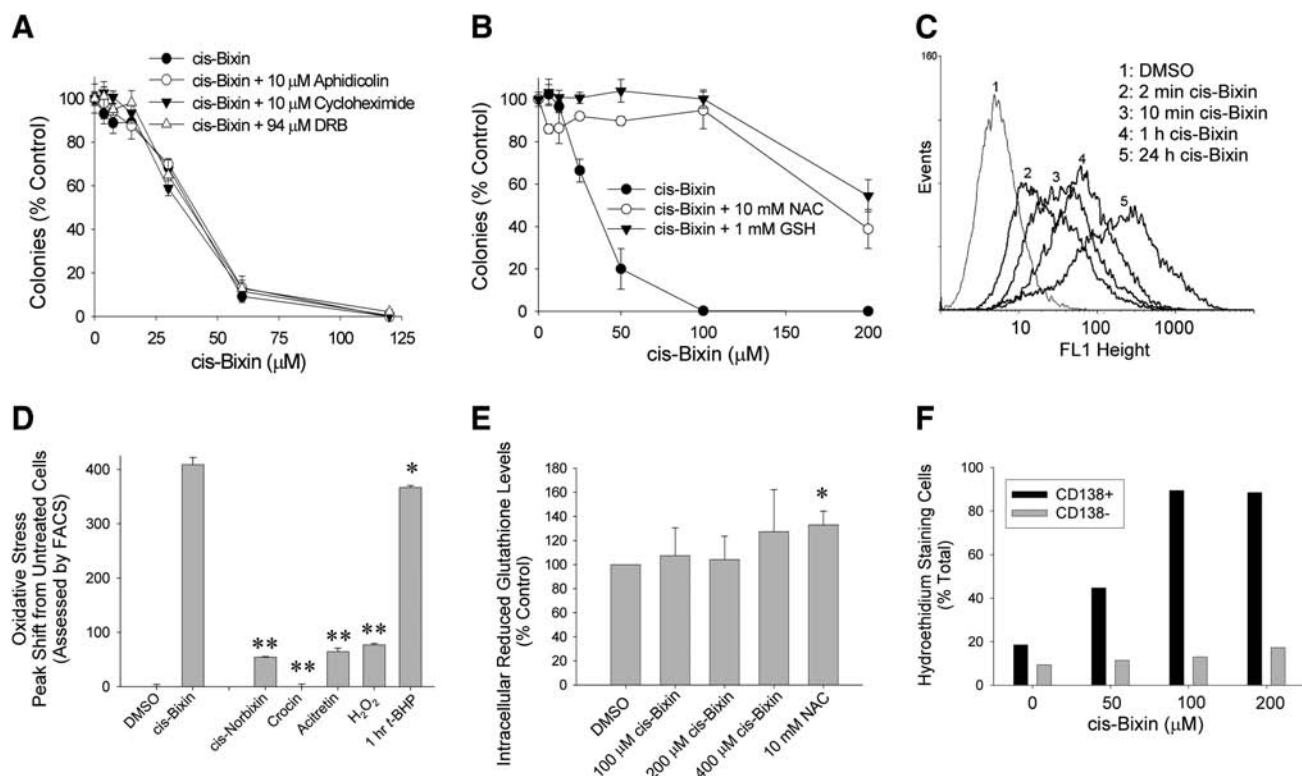 A
cis-Bixin
cis-Bixin + 10 μM Aphidicolin
cis-Bixin + 10 μM Cycloheximide
cis-Bixin + 94 μM DRB
Colonies (% Control)
100
80
60
40
20
0
0 25 50 75 100 125
cis-Bixin (μM)
B
cis-Bixin
cis-Bixin + 10 mM NAC
cis-Bixin + 1 mM GSH
Colonies (% Control)
100
80
60
40
20
0
0 50 100 150 200
cis-Bixin (μM)
C
160
Events
1: DMSO
2: 2 min cis-Bixin
3: 10 min cis-Bixin
4: 1 h cis-Bixin
5: 24 h cis-Bixin
1
2
3
4
5
10 100 1000
FL1 Height
D
Oxidative Stress
Peak Shift from Untreated Cells
(Assessed by FACS)
400
300
200
100
0
**
**
**
**
*
DMSO
cis-Bixin
cis-Norbixin
Crocin
Acitretin
H₂O₂
1 hr t-BHP
E
Intracellular Reduced Glutathione Levels
(% Control)
180
160
140
120
100
80
60
40
20
0
*
DMSO
100 μM cis-Bixin
200 μM cis-Bixin
400 μM cis-Bixin
10 mM NAC
F
Hydroethidium Staining Cells
(% Total)
100
80
60
40
20
0
CD138+
CD138-
0 50 100 200
cis-Bixin (μM)